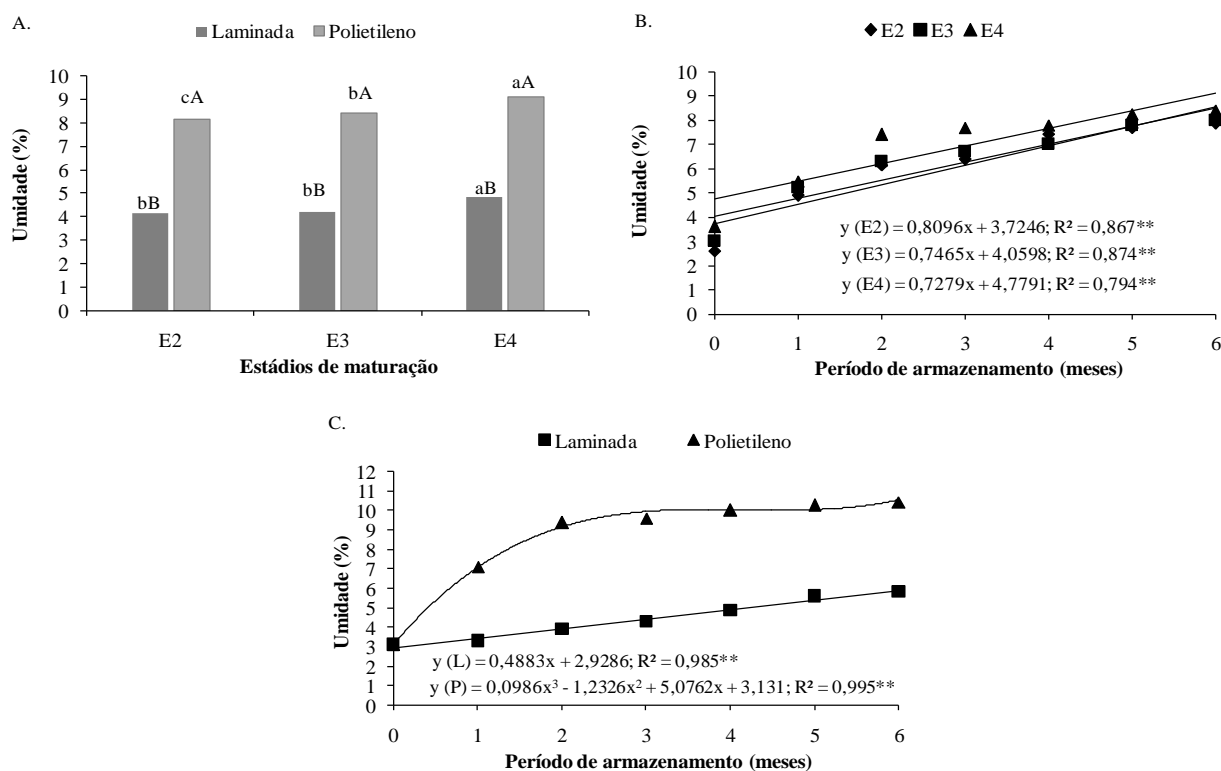 A.
Laminada Polietileno
Umidade (%)
10
9
8
7
6
5
4
3
2
1
0
bB
cA
bB
bA
aB
aA
E2 E3 E4
Estádios de maturação
B.
E2 E3 E4
Umidade (%)
10
9
8
7
6
5
4
3
2
1
0
y (E2) = 0,8096x + 3,7246; R² = 0,867**
y (E3) = 0,7465x + 4,0598; R² = 0,874**
y (E4) = 0,7279x + 4,7791; R² = 0,794**
0 1 2 3 4 5 6
Período de armazenamento (meses)
C.
Laminada Polietileno
Umidade (%)
12
11
10
9
8
7
6
5
4
3
2
1
0
y (L) = 0,4883x + 2,9286; R² = 0,985**
y (P) = 0,0986x³ - 1,2326x² + 5,0762x + 3,131; R² = 0,995**
0 1 2 3 4 5 6
Período de armazenamento (meses)